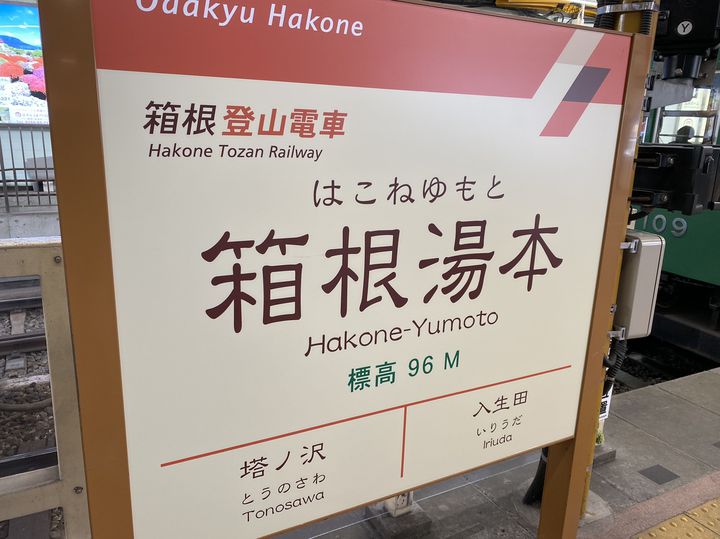 Odakyu Hakone
箱根登山電車
Hakone Tozan Railway
はこねゆもと
箱根湯本
Hakone-Yumoto
標高 96 M
塔ノ沢
とうのさわ
Tonosawa
入生田
いりうだ
Iriuda
Y
109